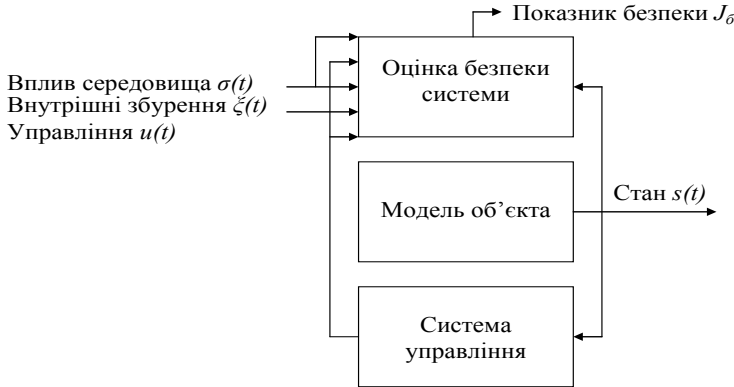 Показник безпеки Jб
Оцінка безпеки
системи
Вплив середовища σ(t)
Внутрішні збурення ξ(t)
Управління u(t)
Модель об’єкта
Стан s(t)
Система
управління